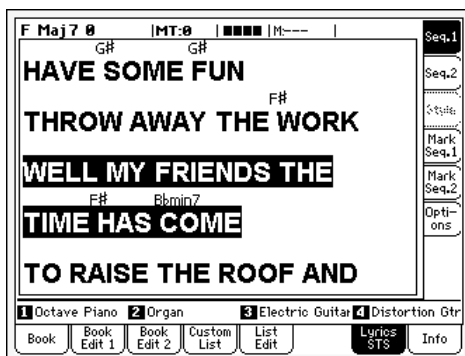 F Maj7 0 |MT:0 | |M:--- |
G# G#
HAVE SOME FUN
F#
THROW AWAY THE WORK
WELL MY FRIENDS THE
F# Bbmin7
TIME HAS COME
TO RAISE THE ROOF AND
1 Octave Piano 2 Organ 3 Electric Guitar 4 Distortion Gtr
Book
Book Edit 1
Book Edit 2
Custom List
List Edit
Lyrics STS
Info
Seq.1
Seq.2
Style
Mark Seq.1
Mark Seq.2
Opti-
ons